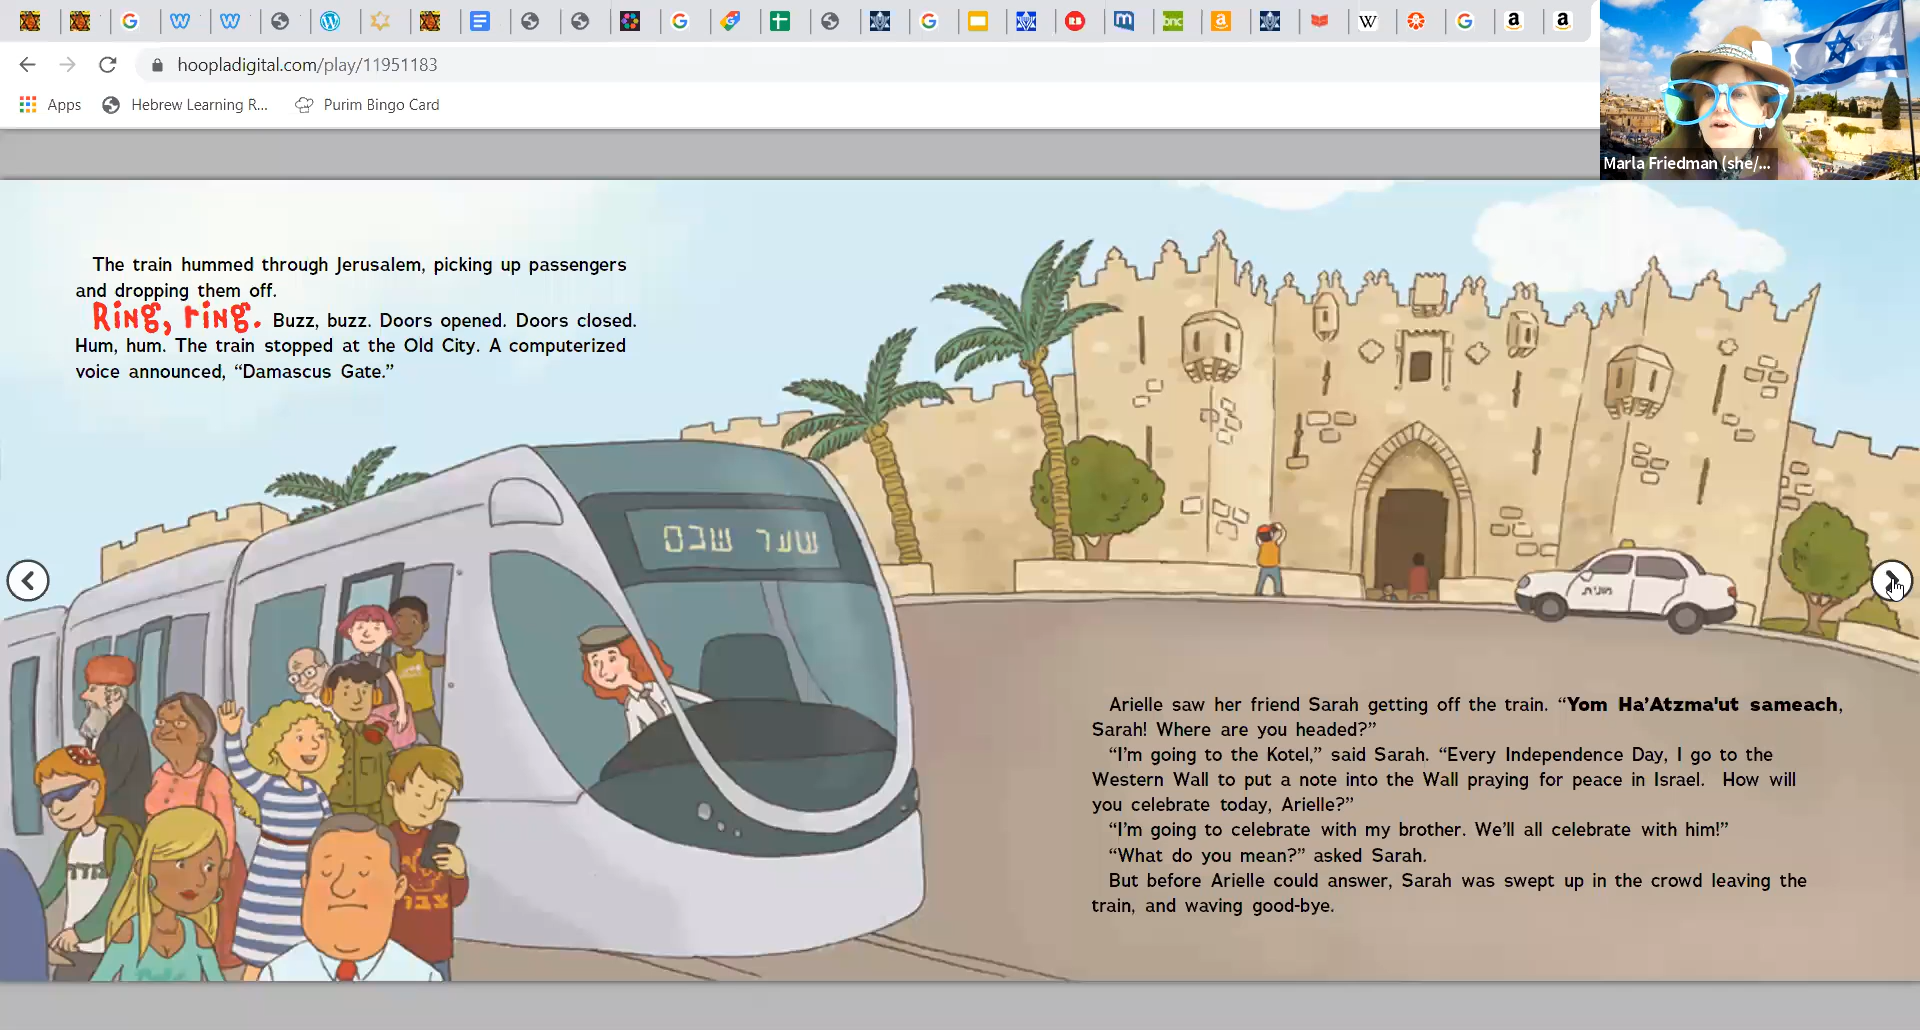 hoopladigital.com/play/11951183
Apps
Hebrew Learning R...
Purim Bingo Card
Marla Friedman (she/...
The train hummed through Jerusalem, picking up passengers
and dropping them off.
Ring, ring. Buzz, buzz. Doors opened. Doors closed.
Hum, hum. The train stopped at the Old City. A computerized
voice announced, “Damascus Gate.”
שער שכם
מונית
Arielle saw her friend Sarah getting off the train. “Yom Ha’Atzma'ut sameach,
Sarah! Where are you headed?”
“I’m going to the Kotel,” said Sarah. “Every Independence Day, I go to the
Western Wall to put a note into the Wall praying for peace in Israel. How will
you celebrate today, Arielle?”
“I’m going to celebrate with my brother. We’ll all celebrate with him!”
“What do you mean?” asked Sarah.
But before Arielle could answer, Sarah was swept up in the crowd leaving the
train, and waving good-bye.